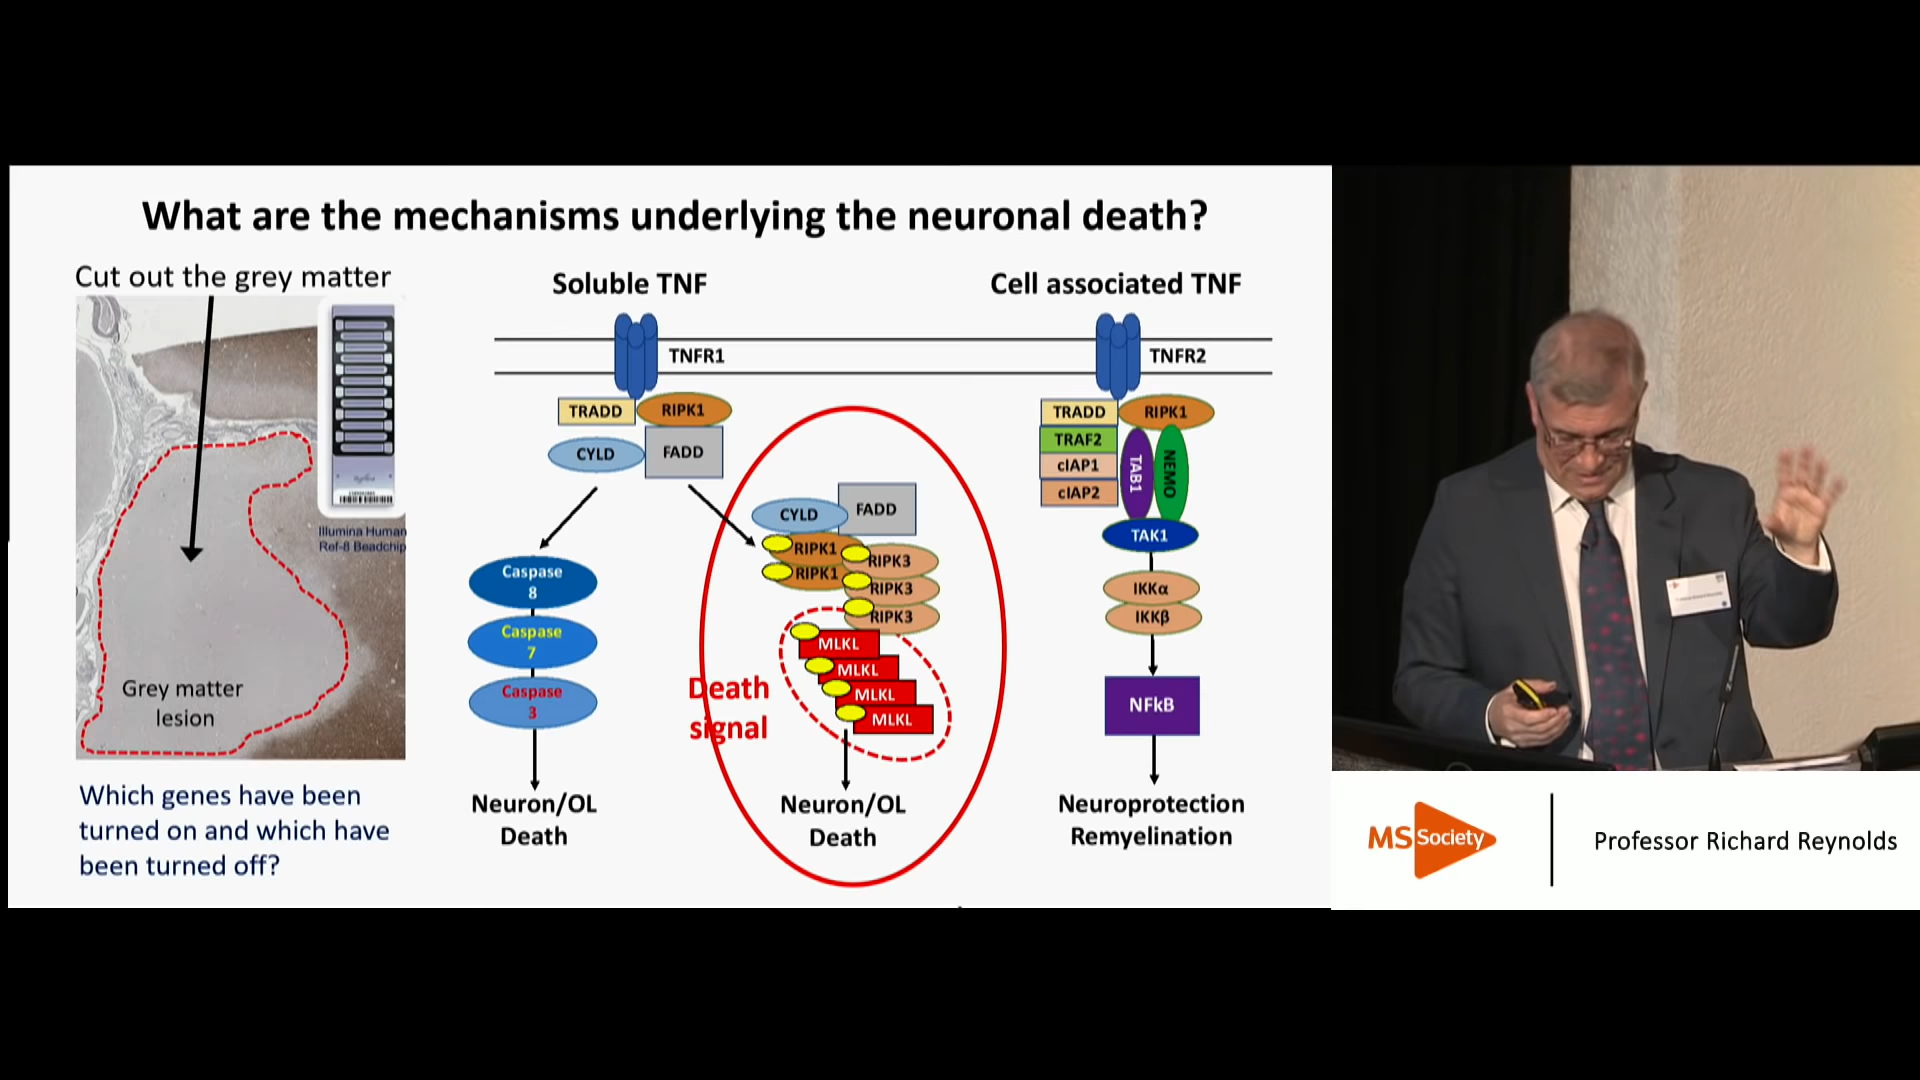 What are the mechanisms underlying the neuronal death?
Cut out the grey matter
Illumina Human
Ref-8 Beadchip
Grey matter
lesion
Which genes have been
turned on and which have
been turned off?
Soluble TNF
TNFR1
TRADD
RIPK1
CYLD
FADD
Caspase
8
Caspase
7
Caspase
3
Neuron/OL
Death
CYLD
FADD
RIPK1
RIPK1
RIPK3
RIPK3
RIPK3
MLKL
MLKL
MLKL
MLKL
Death
signal
Neuron/OL
Death
Cell associated TNF
TNFR2
TRADD
RIPK1
TRAF2
cIAP1
cIAP2
TAB1
NEMO
TAK1
IKKα
IKKβ
NFkB
Neuroprotection
Remyelination
MS Society
Professor Richard Reynolds